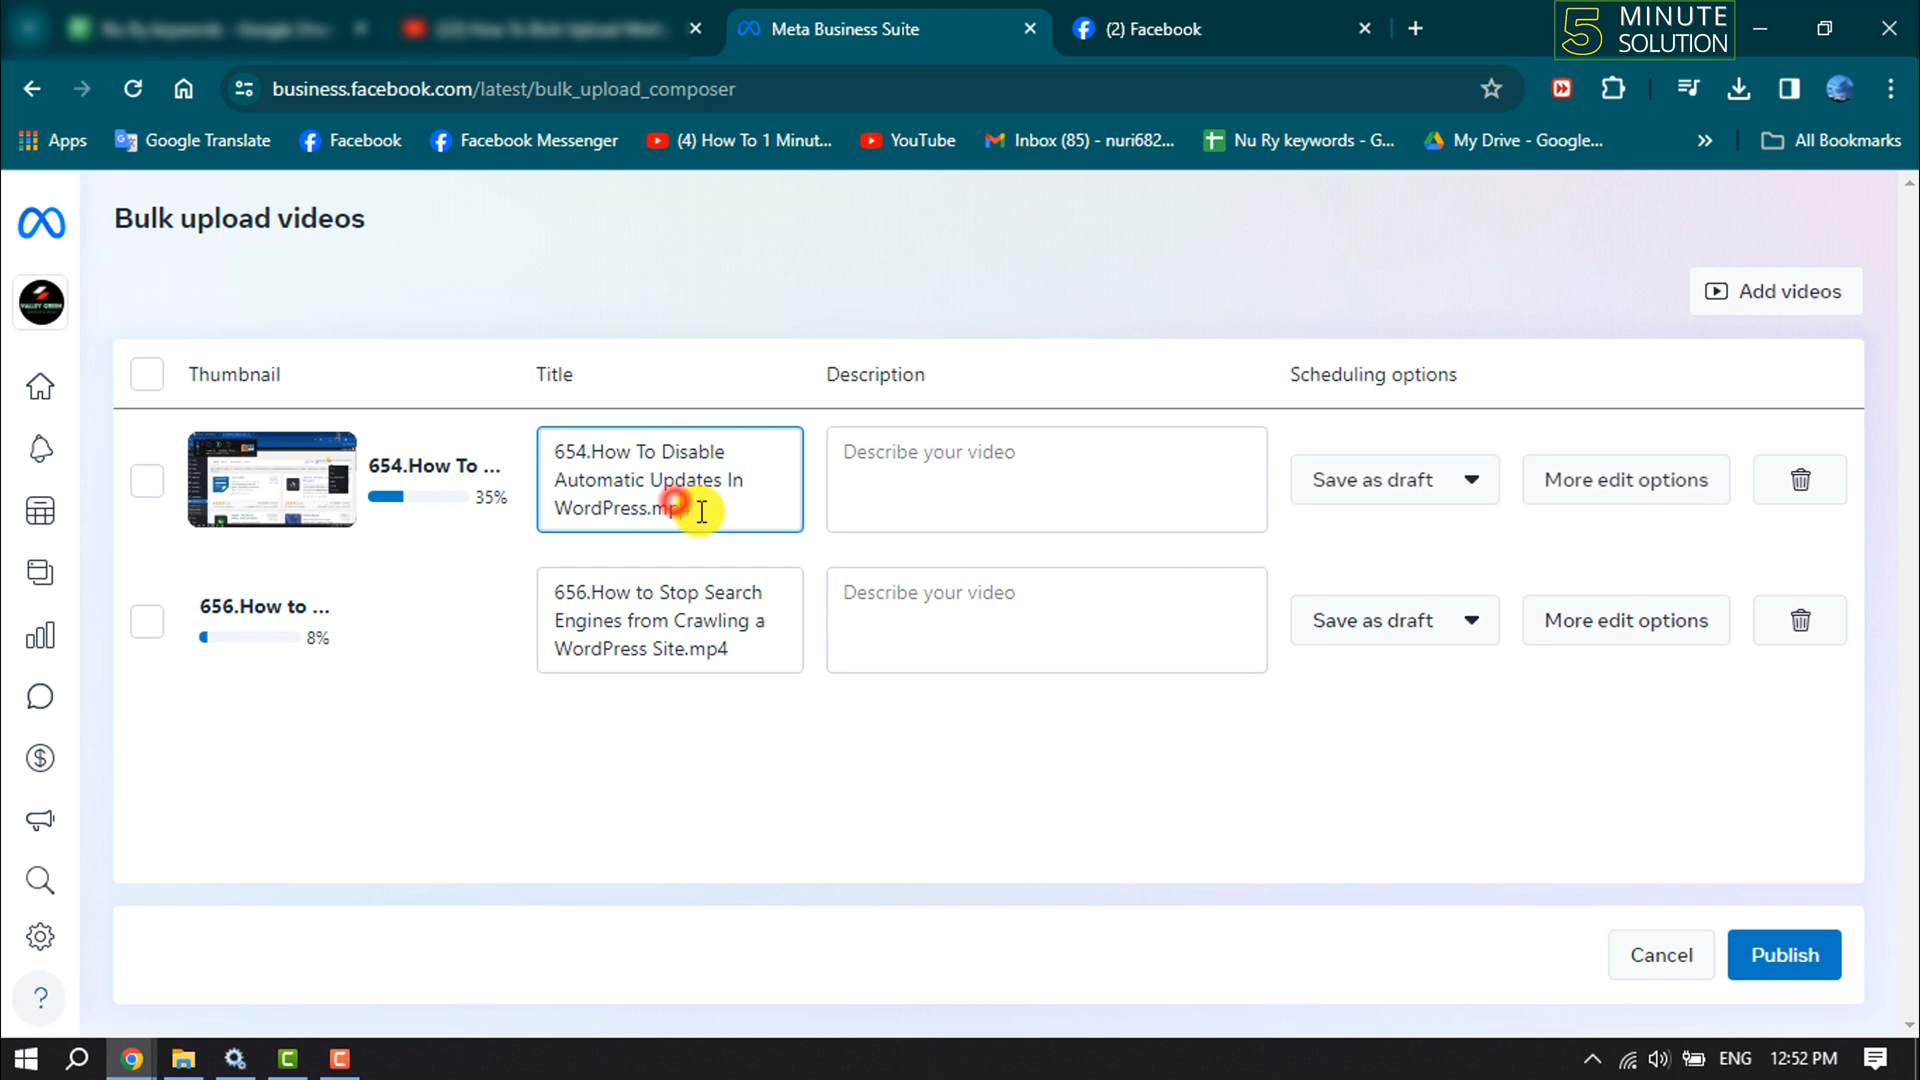 Meta Business Suite
(2) Facebook
5 MINUTE
SOLUTION
business.facebook.com/latest/bulk_upload_composer
Apps
Google Translate
Facebook
Facebook Messenger
(4) How To 1 Minut...
YouTube
Inbox (85) - nuri682...
Nu Ry keywords - G...
My Drive - Google...
All Bookmarks
Bulk upload videos
VALLEY GREEN
Add videos
Thumbnail
Title
Description
Scheduling options
654.How To ...
35%
654.How To Disable
Automatic Updates In
WordPress.mp
Describe your video
Save as draft
More edit options
656.How to ...
8%
656.How to Stop Search
Engines from Crawling a
WordPress Site.mp4
Describe your video
Save as draft
More edit options
Cancel
Publish
ENG
12:52 PM